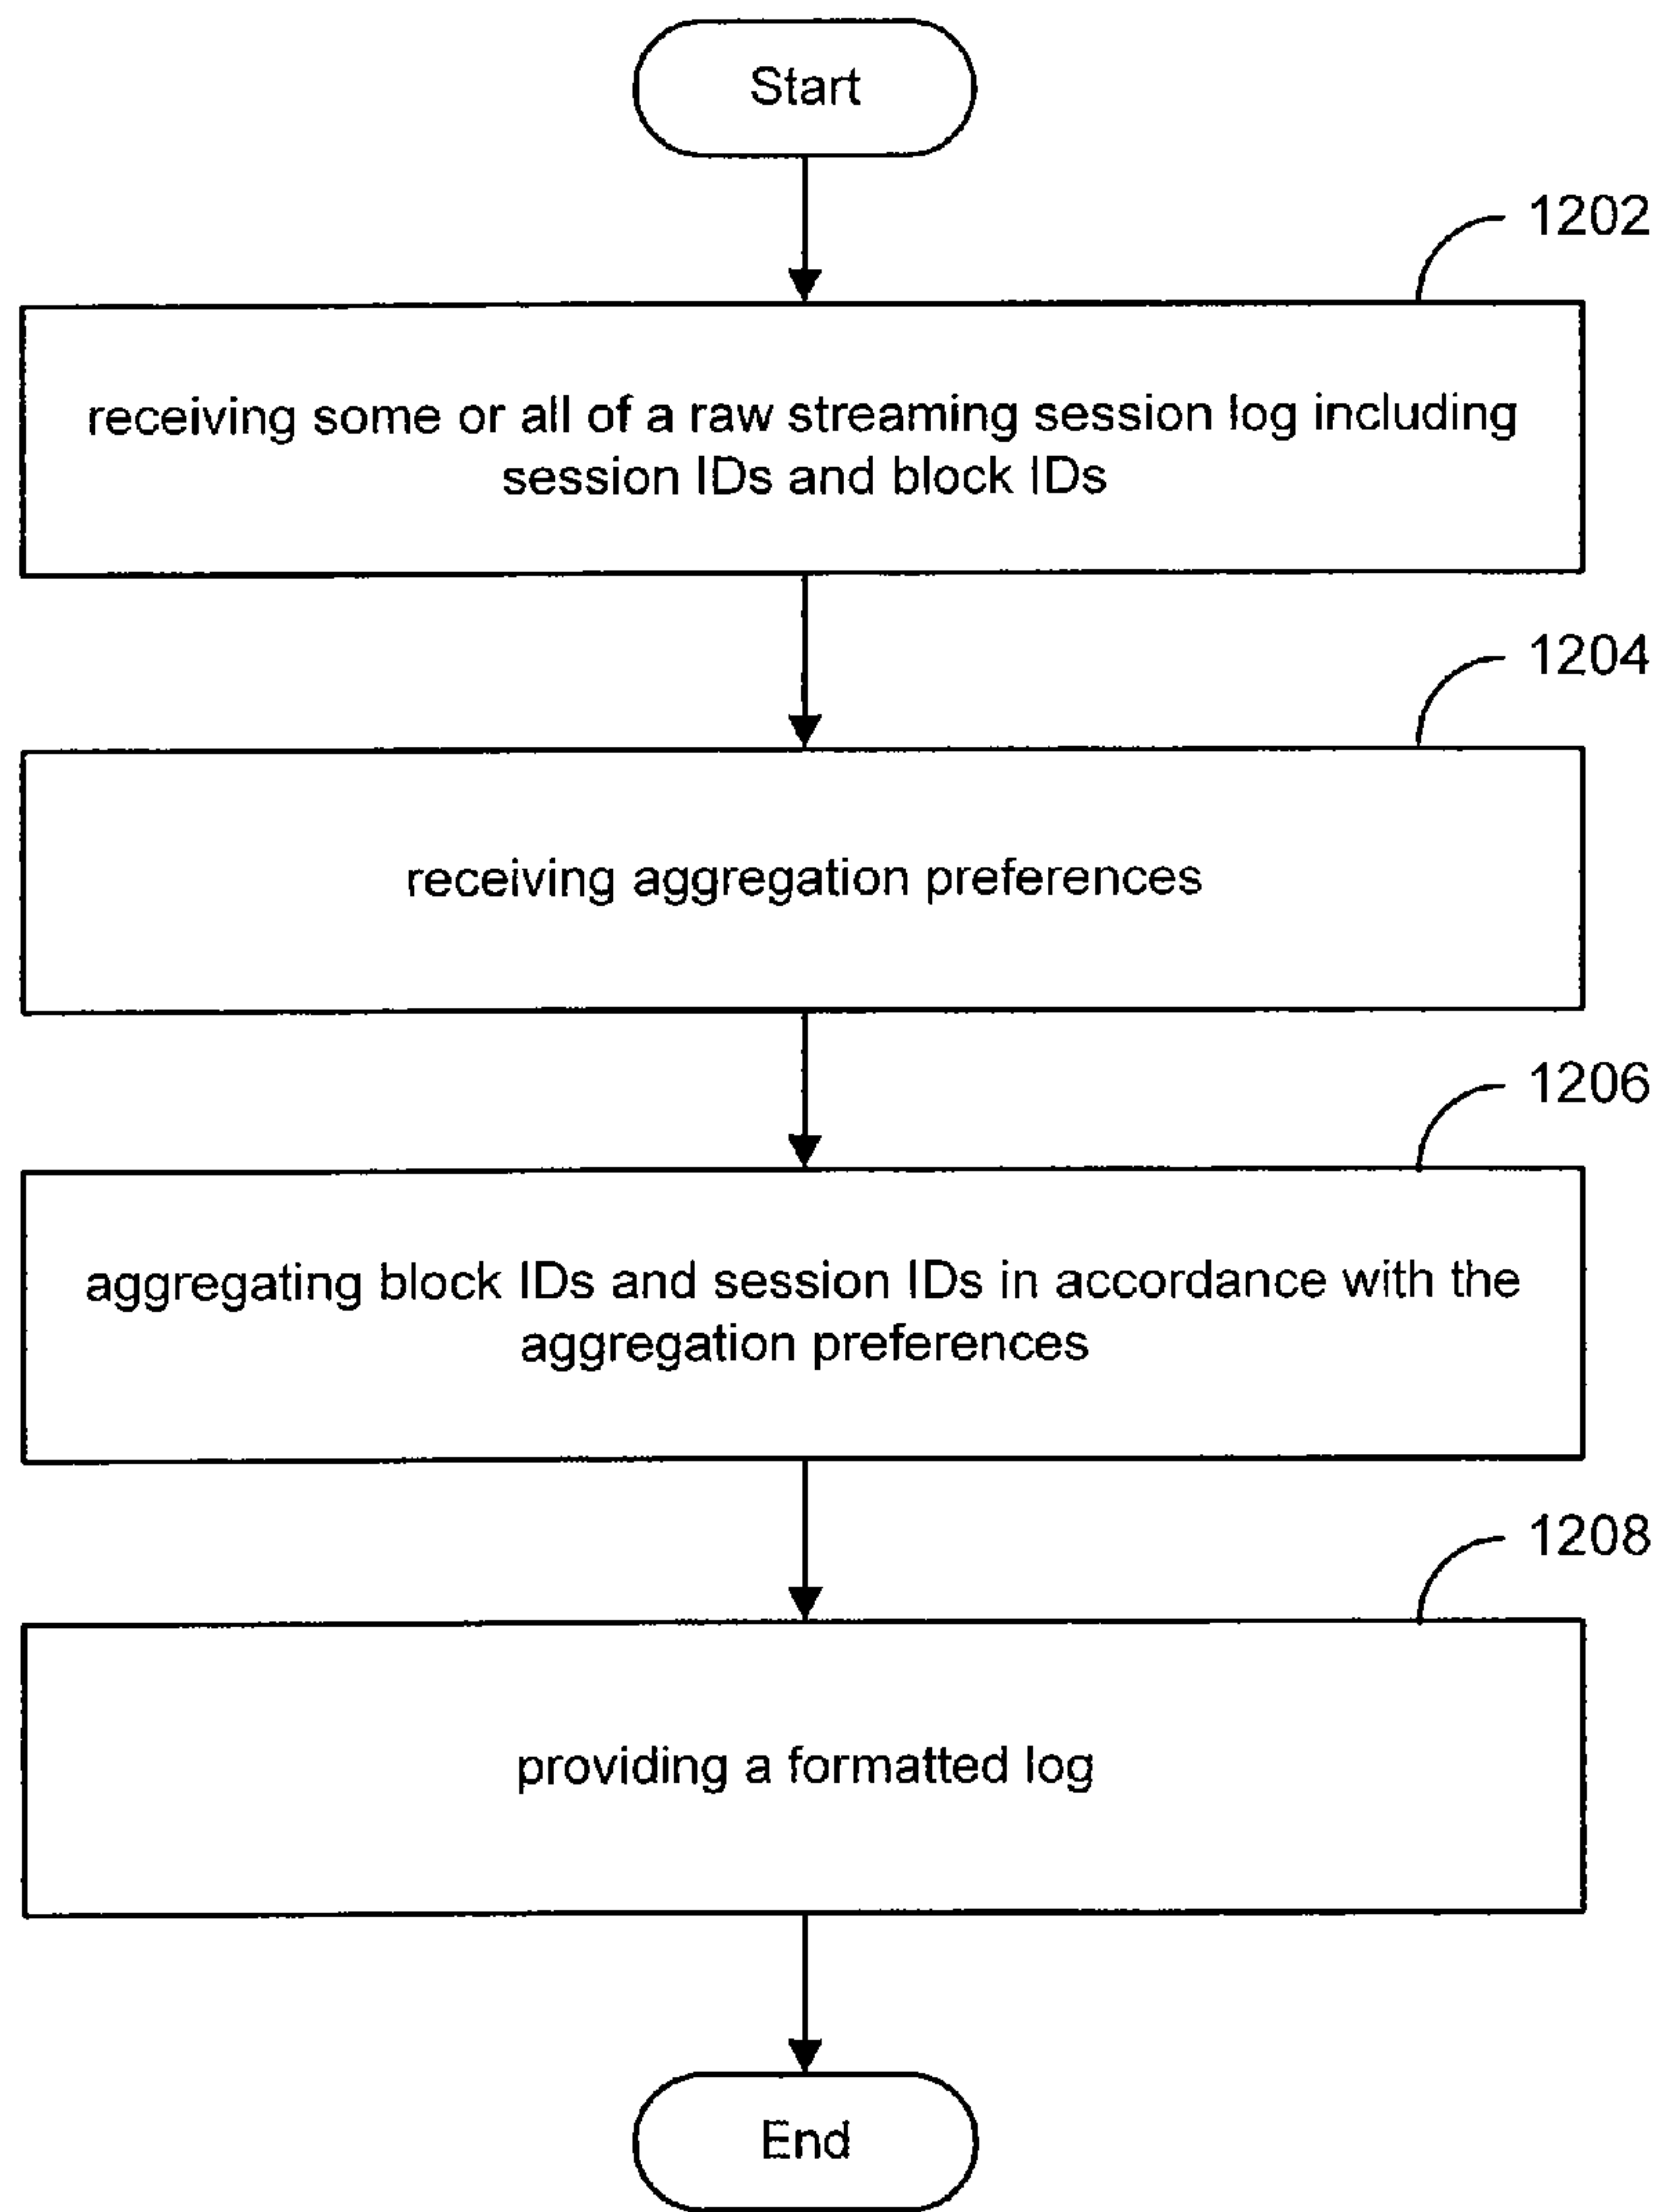 Start
1202
receiving some or all of a raw streaming session log including
session IDs and block IDs
1204
receiving aggregation preferences
1206
aggregating block IDs and session IDs in accordance with the
aggregation preferences
1208
providing a formatted log
End